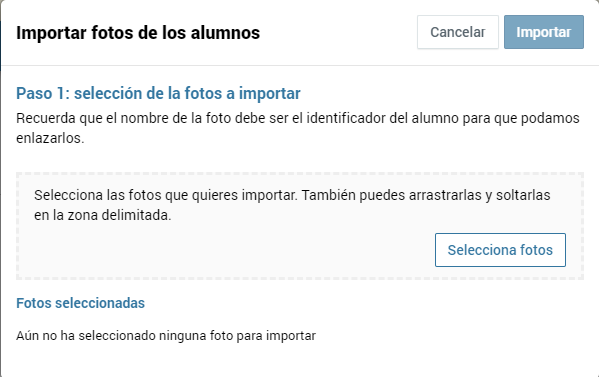 Importar fotos de los alumnos
Cancelar
Importar
Paso 1: selección de la fotos a importar
Recuerda que el nombre de la foto debe ser el identificador del alumno para que podamos
enlazarlos.
Selecciona las fotos que quieres importar. También puedes arrastrarlas y soltarlas
en la zona delimitada.
Selecciona fotos
Fotos seleccionadas
Aún no ha seleccionado ninguna foto para importar